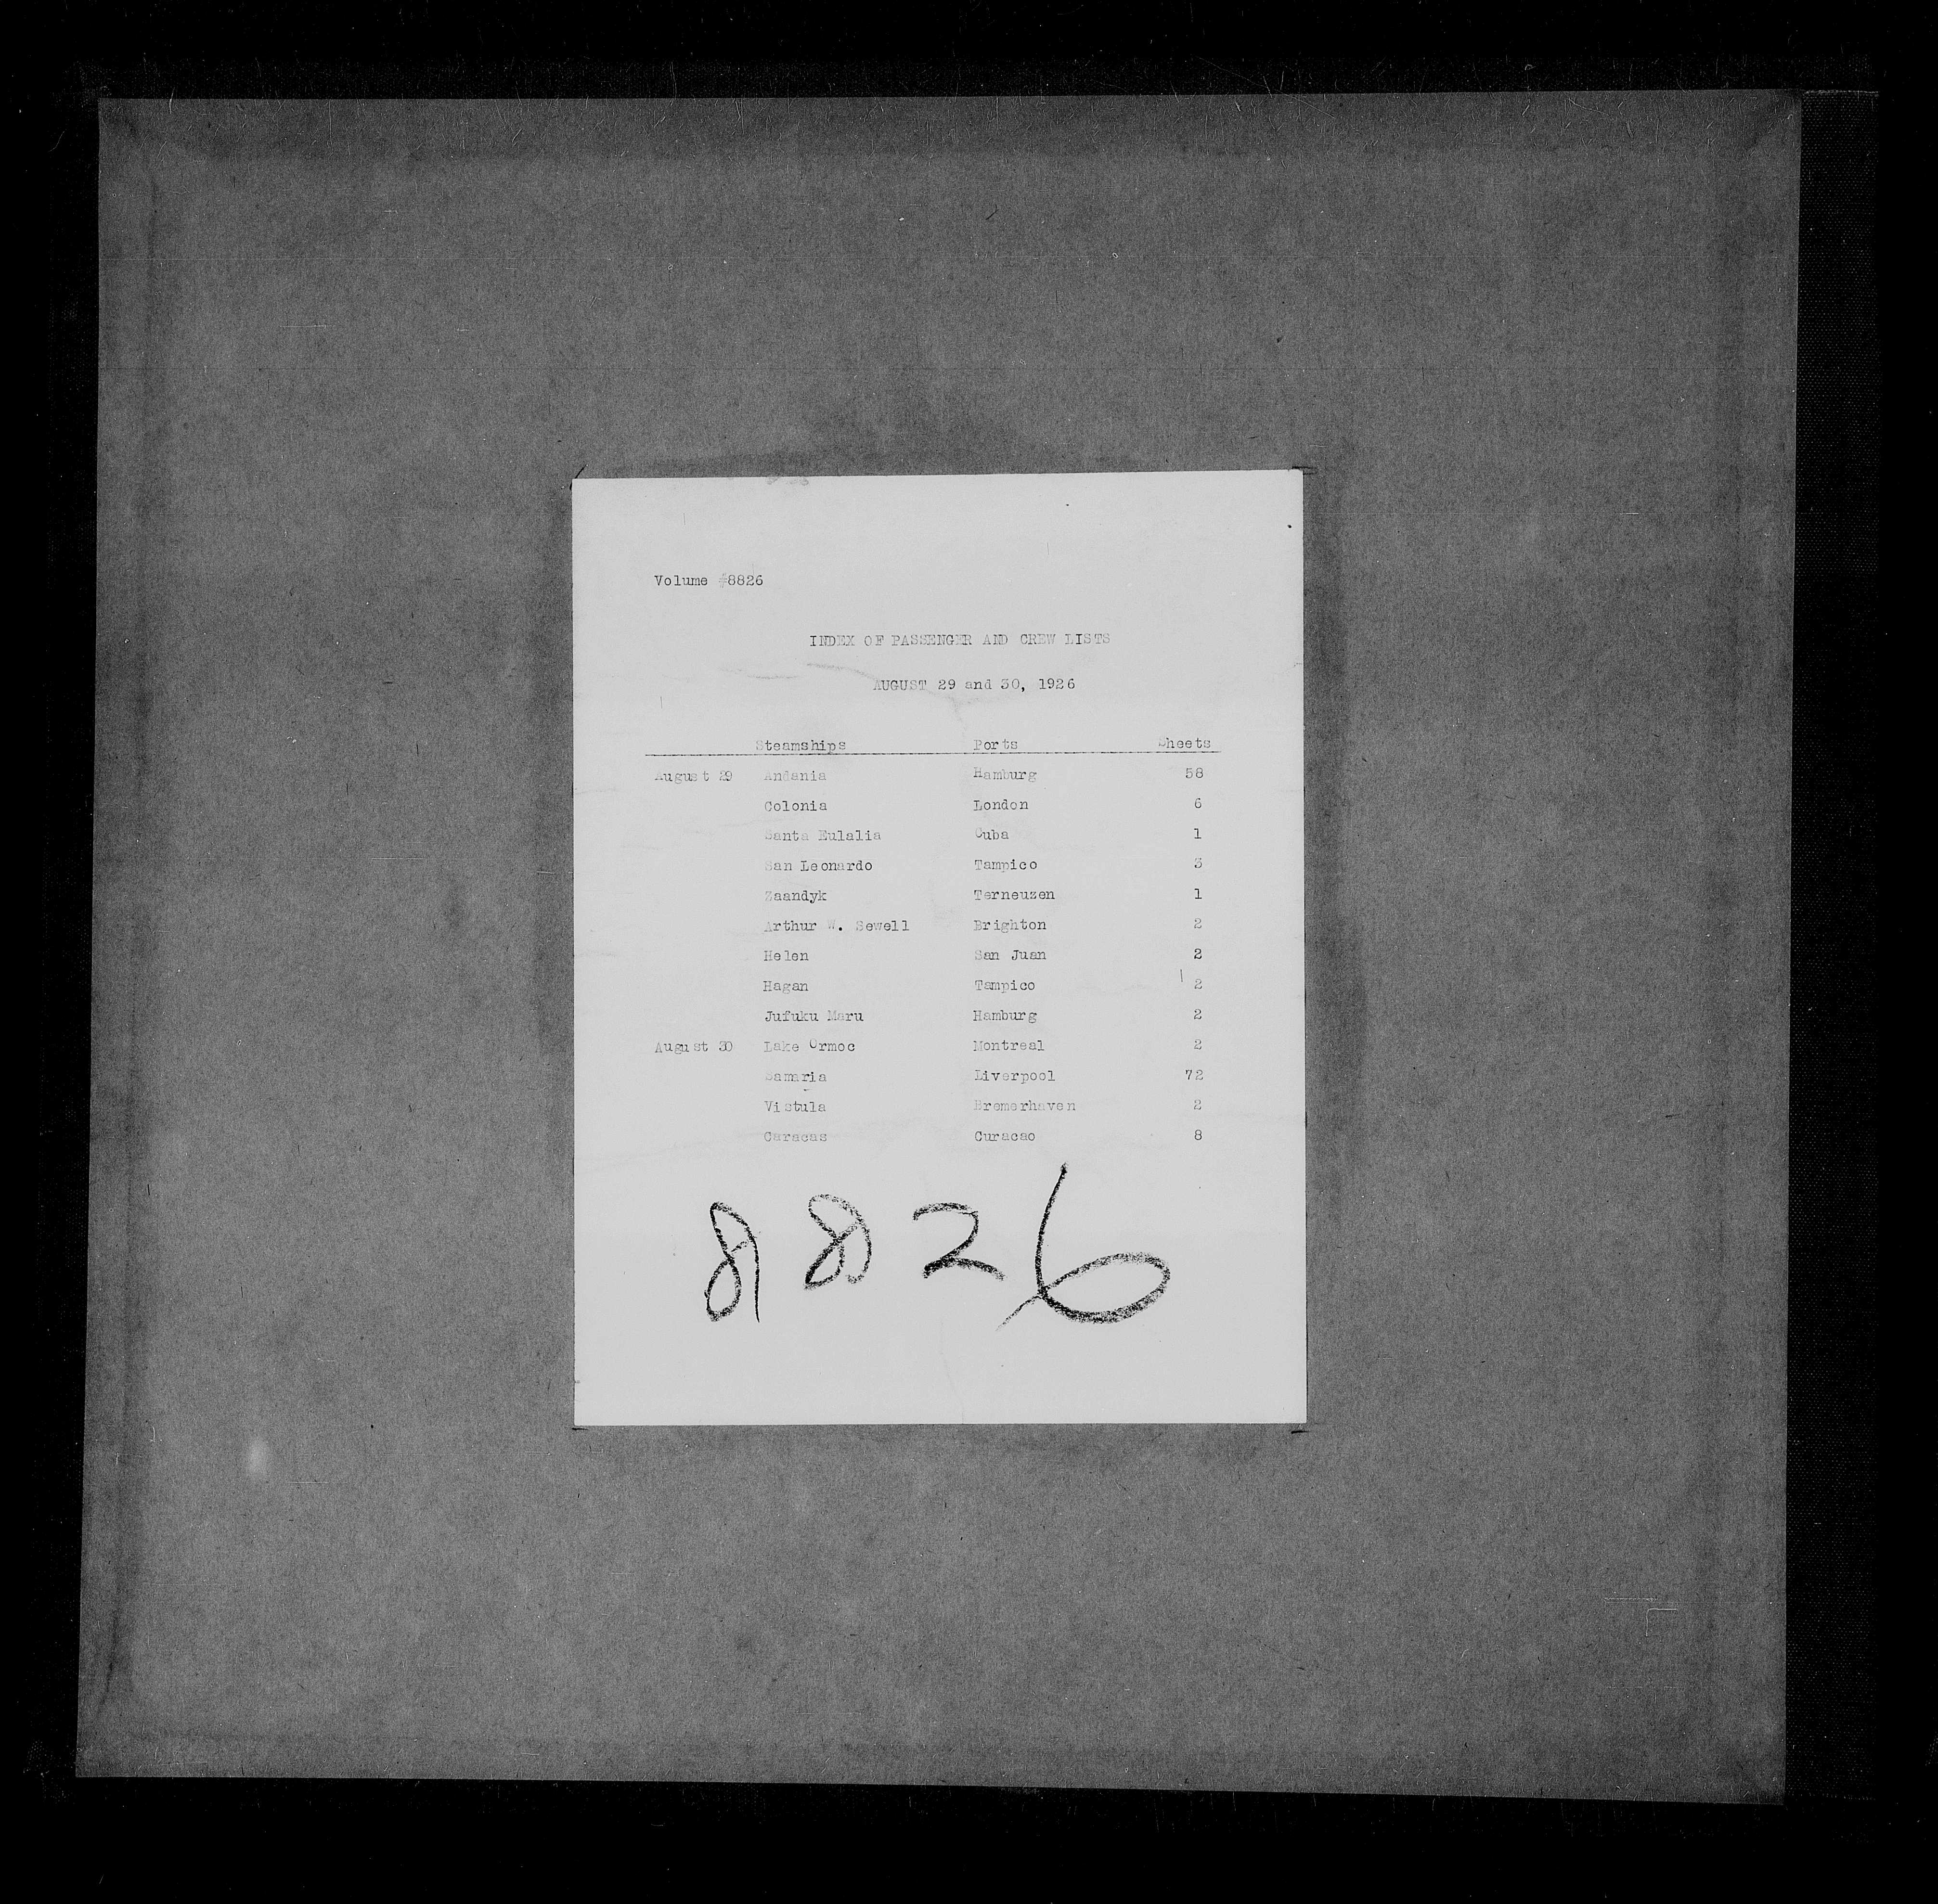 Volume #8826
INDEX OF PASSENGER AND CREW LISTS
AUGUST 29 and 30, 1926
Steamships Ports Sheets
August 29 Andania Hamburg 58
Colonia London 6
Santa Eulalia Cuba 1
San Leonardo Tampico 3
Zaandyk Terneuzen 1
Arthur W. Sewell Brighton 2
Helen San Juan 2
Hagan Tampico 2
Jufuku Maru Hamburg 2
August 30 Lake Ormoc Montreal 2
Samaria Liverpool 72
Vistula Bremerhaven 2
Caracas Curacao 8
8826